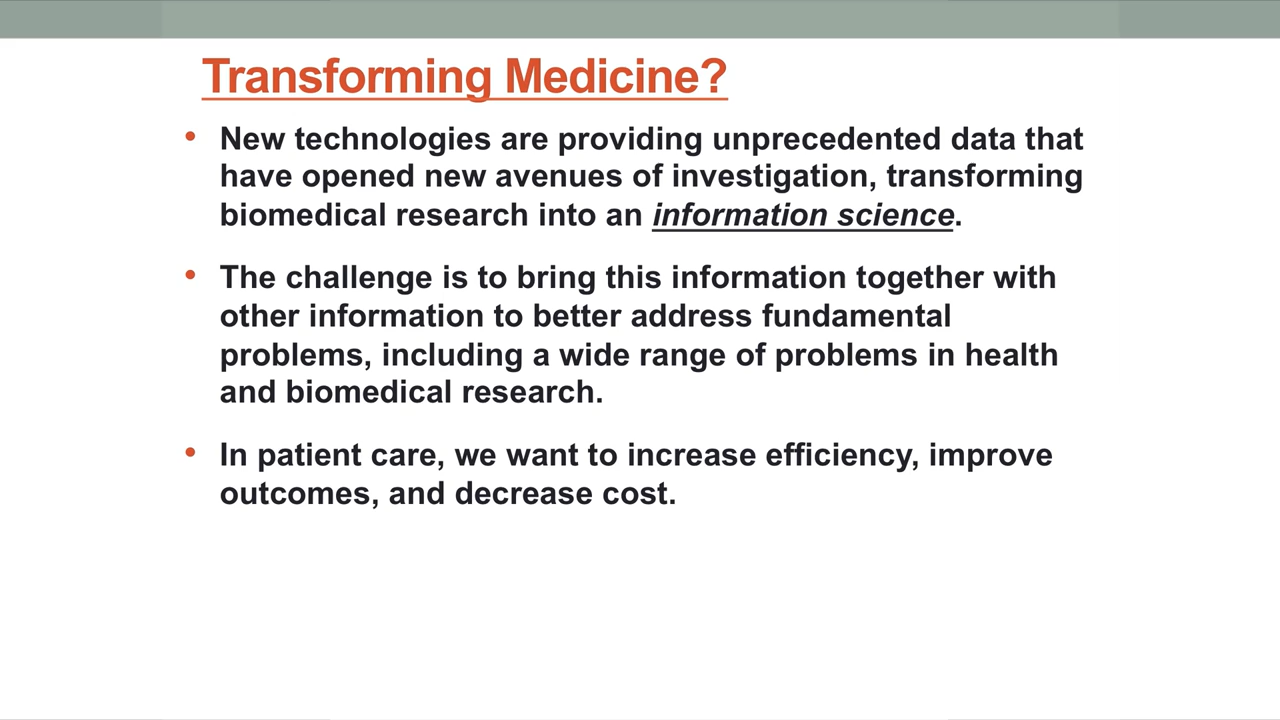 Transforming Medicine?
• New technologies are providing unprecedented data that
have opened new avenues of investigation, transforming
biomedical research into an information science.
• The challenge is to bring this information together with
other information to better address fundamental
problems, including a wide range of problems in health
and biomedical research.
• In patient care, we want to increase efficiency, improve
outcomes, and decrease cost.